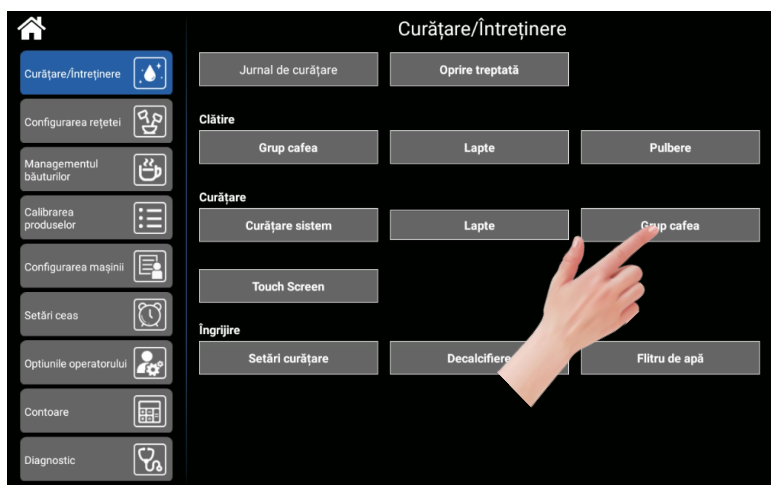 Curățare/Întreținere
Curățare/Întreținere
Configurarea rețetei
Managementul
băuturilor
Calibrarea
produselor
Configurarea mașinii
Setări ceas
Optiunile operatorului
Contoare
Diagnostic
Jurnal de curățare
Oprire treptată
Clătire
Grup cafea
Lapte
Pulbere
Curățare
Curățare sistem
Lapte
Grup cafea
Touch Screen
Îngrijire
Setări curățare
Decalcifiere
Flitru de apă